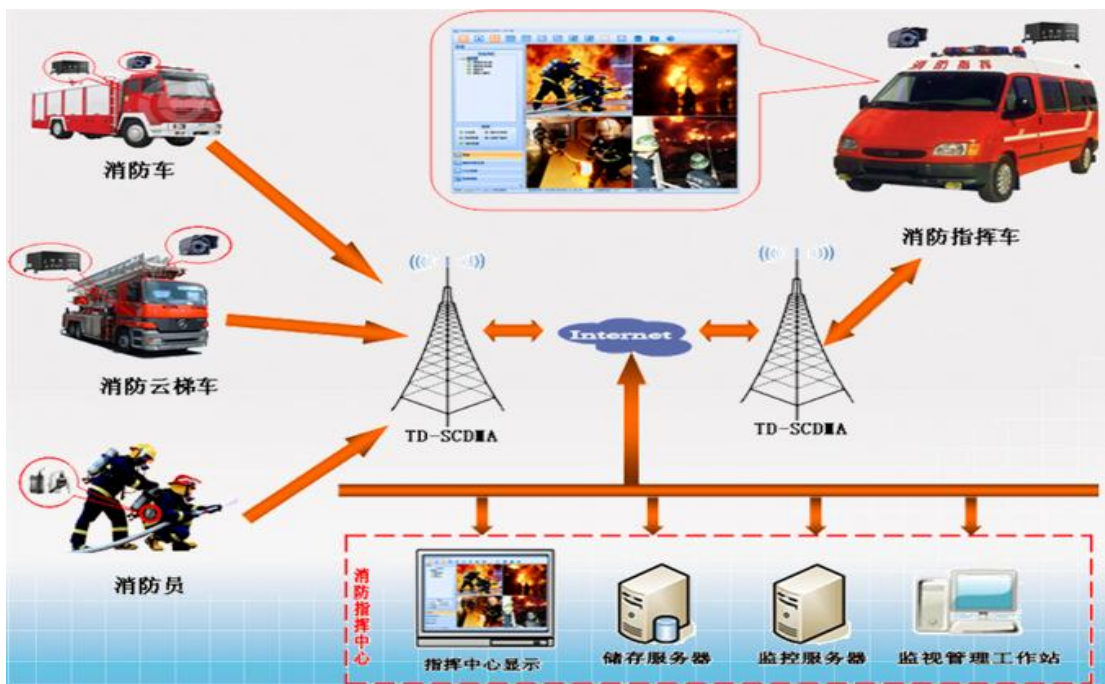 消防指挥
消防车
消防指挥车
消防云梯车
Internet
TD-SCDMA
TD-SCDMA
消防员
消防指挥中心
指挥中心显示
储存服务器
监控服务器
监视管理工作站